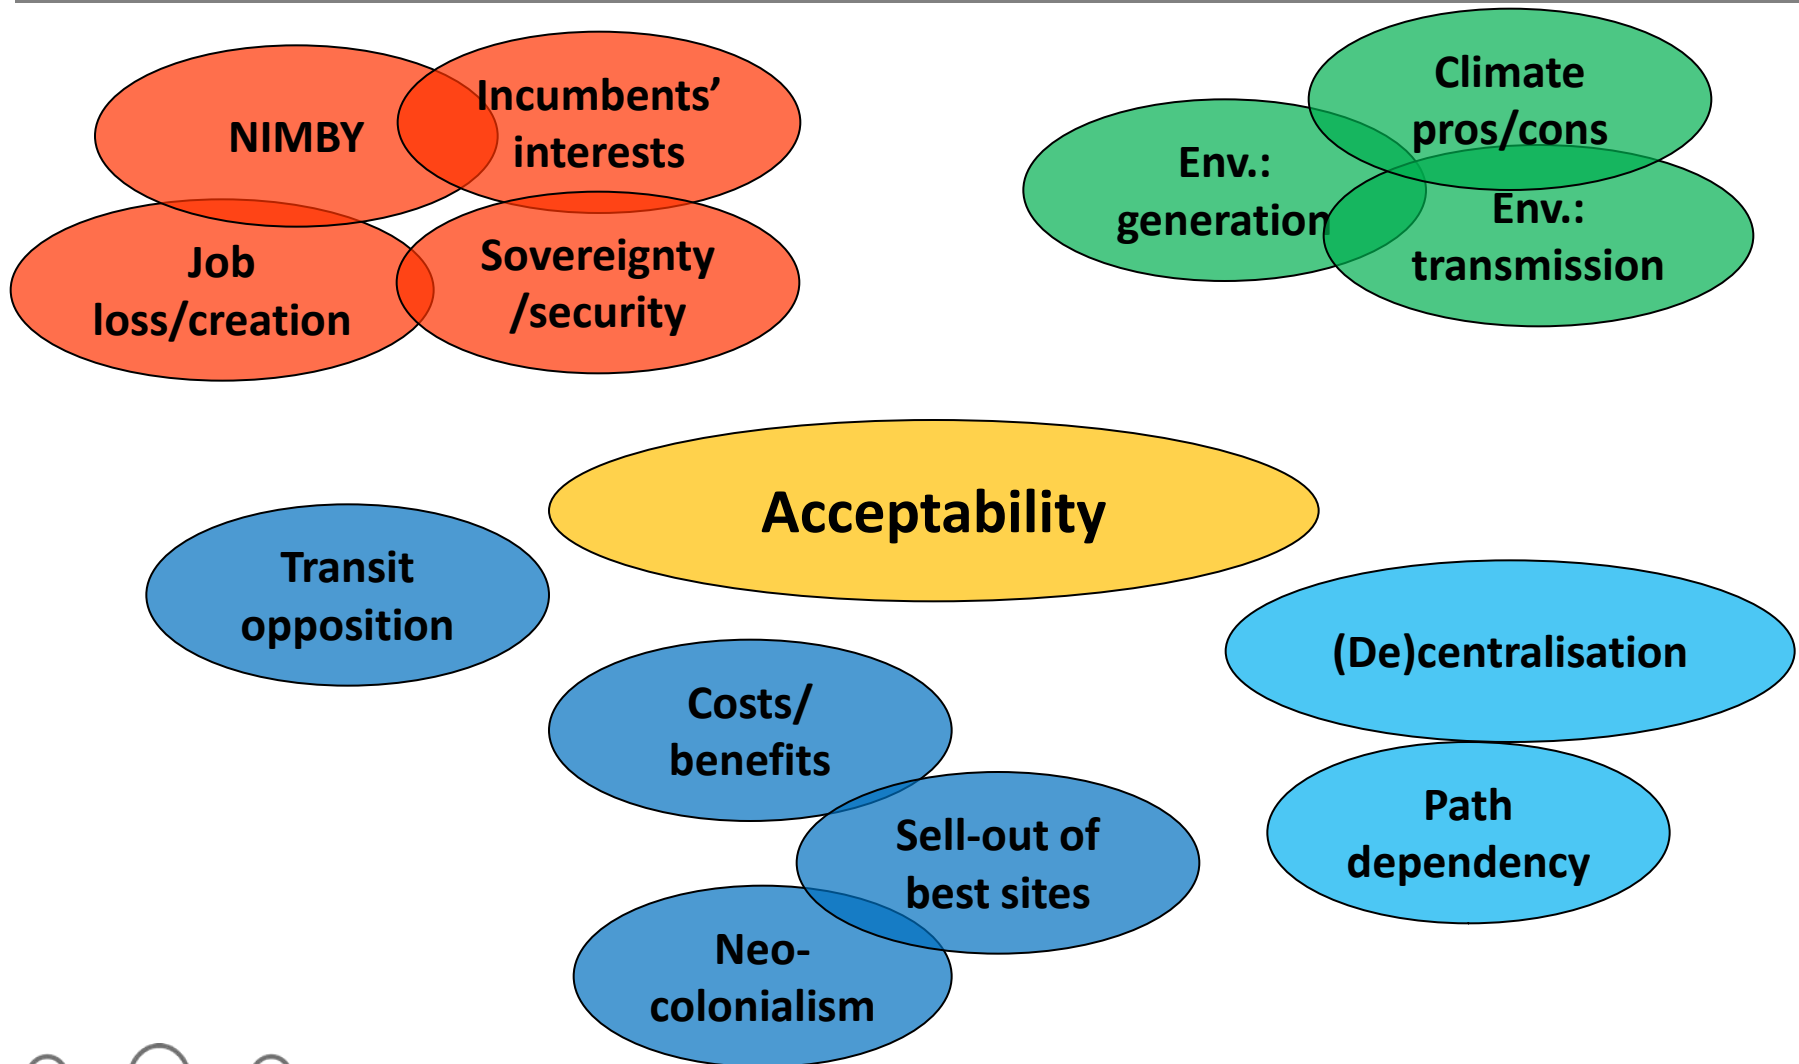 NIMBY
Incumbents’
interests
Job
loss/creation
Sovereignty
/security
Climate
pros/cons
Env.:
generation
Env.:
transmission
Acceptability
Transit
opposition
Costs/
benefits
Sell-out of
best sites
Neo-
colonialism
(De)centralisation
Path
dependency